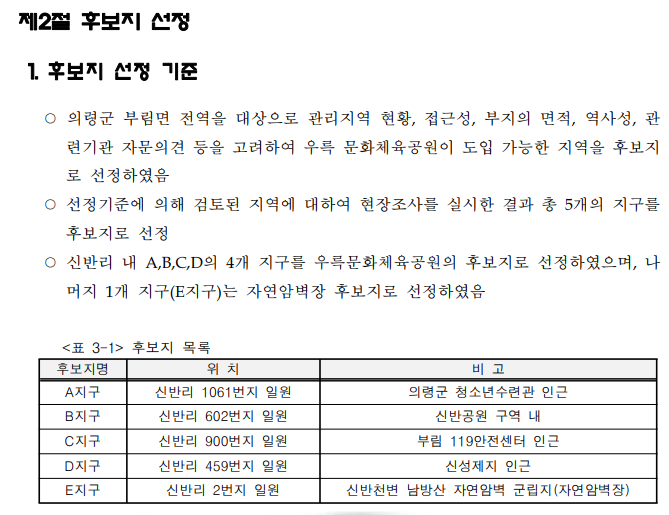 제2절 후보지 선정
1. 후보지 선정 기준
○ 의령군 부림면 전역을 대상으로 관리지역 현황, 접근성, 부지의 면적, 역사성, 관
련기관 자문의견 등을 고려하여 우륵 문화체육공원이 도입 가능한 지역을 후보지
로 선정하였음
○ 선정기준에 의해 검토된 지역에 대하여 현장조사를 실시한 결과 총 5개의 지구를
후보지로 선정
○ 신반리 내 A,B,C,D의 4개 지구를 우륵문화체육공원의 후보지로 선정하였으며, 나
머지 1개 지구(E지구)는 자연암벽장 후보지로 선정하였음
<표 3-1> 후보지 목록
후보지명 위 치 비 고
A지구 신반리 1061번지 일원 의령군 청소년수련관 인근
B지구 신반리 602번지 일원 신반공원 구역 내
C지구 신반리 900번지 일원 부림 119안전센터 인근
D지구 신반리 459번지 일원 신성제지 인근
E지구 신반리 2번지 일원 신반천변 남방산 자연암벽 군립지(자연암벽장)